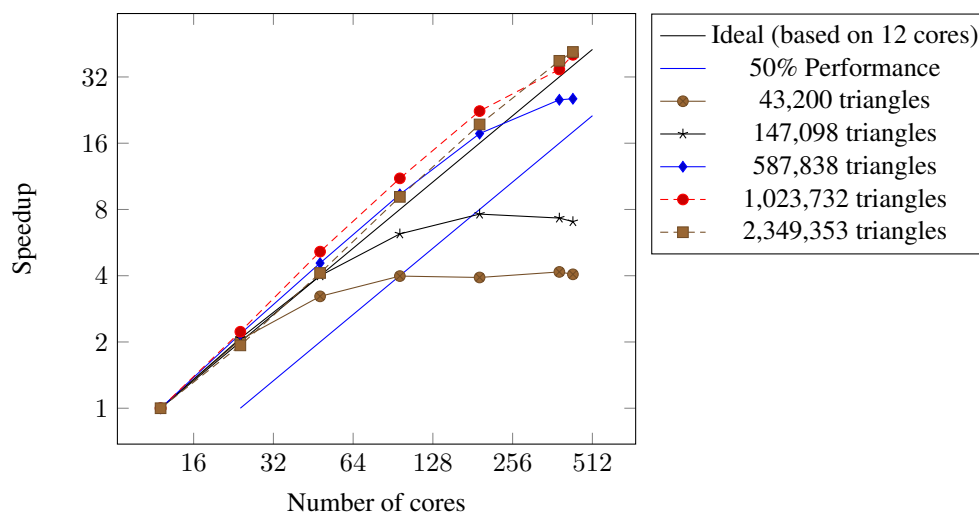 32
16
8
4
2
1
Speedup
16 32 64 128 256 512
Number of cores
Ideal (based on 12 cores)
50% Performance
43,200 triangles
147,098 triangles
587,838 triangles
1,023,732 triangles
2,349,353 triangles